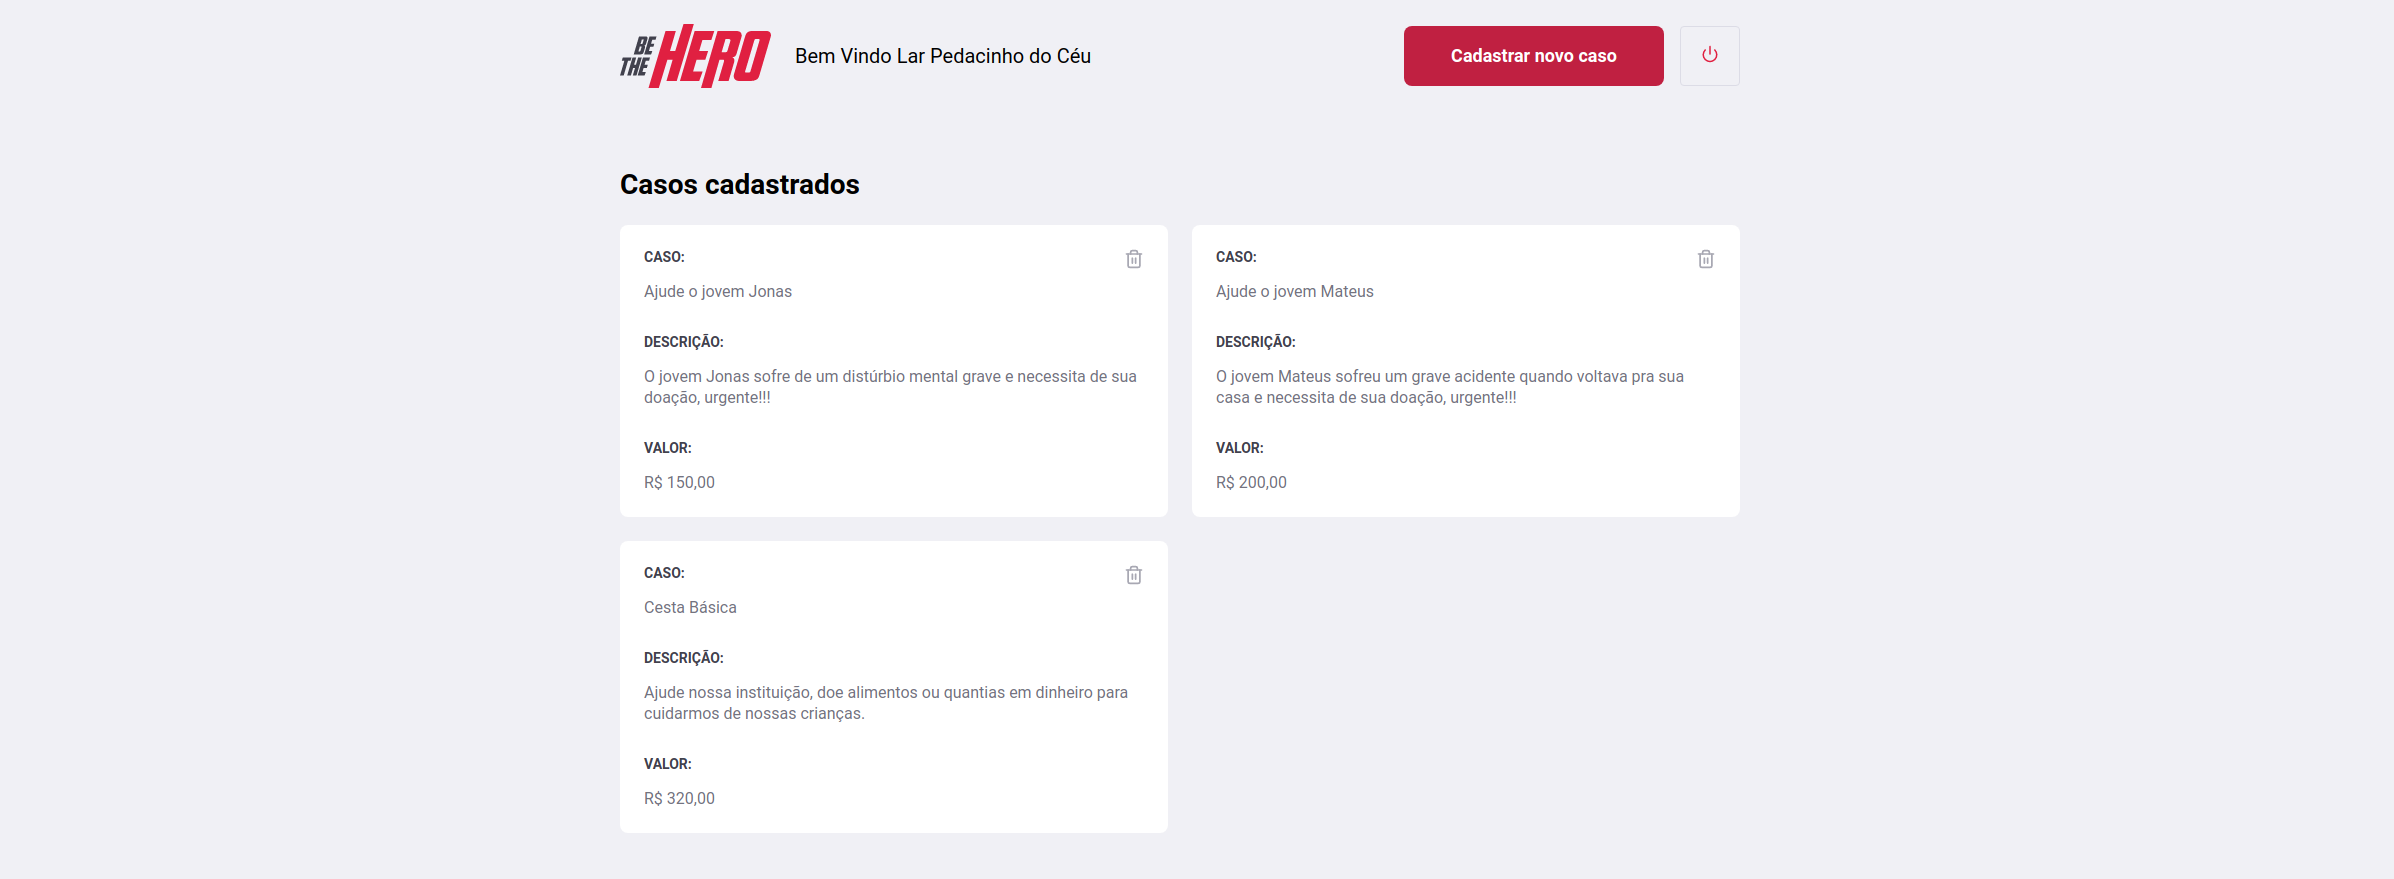 BE THE HERO
Bem Vindo Lar Pedacinho do Céu
Cadastrar novo caso
Casos cadastrados
CASO:
Ajude o jovem Jonas
DESCRIÇÃO:
O jovem Jonas sofre de um distúrbio mental grave e necessita de sua
doação, urgente!!!
VALOR:
R$ 150,00
CASO:
Ajude o jovem Mateus
DESCRIÇÃO:
O jovem Mateus sofreu um grave acidente quando voltava pra sua
casa e necessita de sua doação, urgente!!!
VALOR:
R$ 200,00
CASO:
Cesta Básica
DESCRIÇÃO:
Ajude nossa instituição, doe alimentos ou quantias em dinheiro para
cuidarmos de nossas crianças.
VALOR:
R$ 320,00